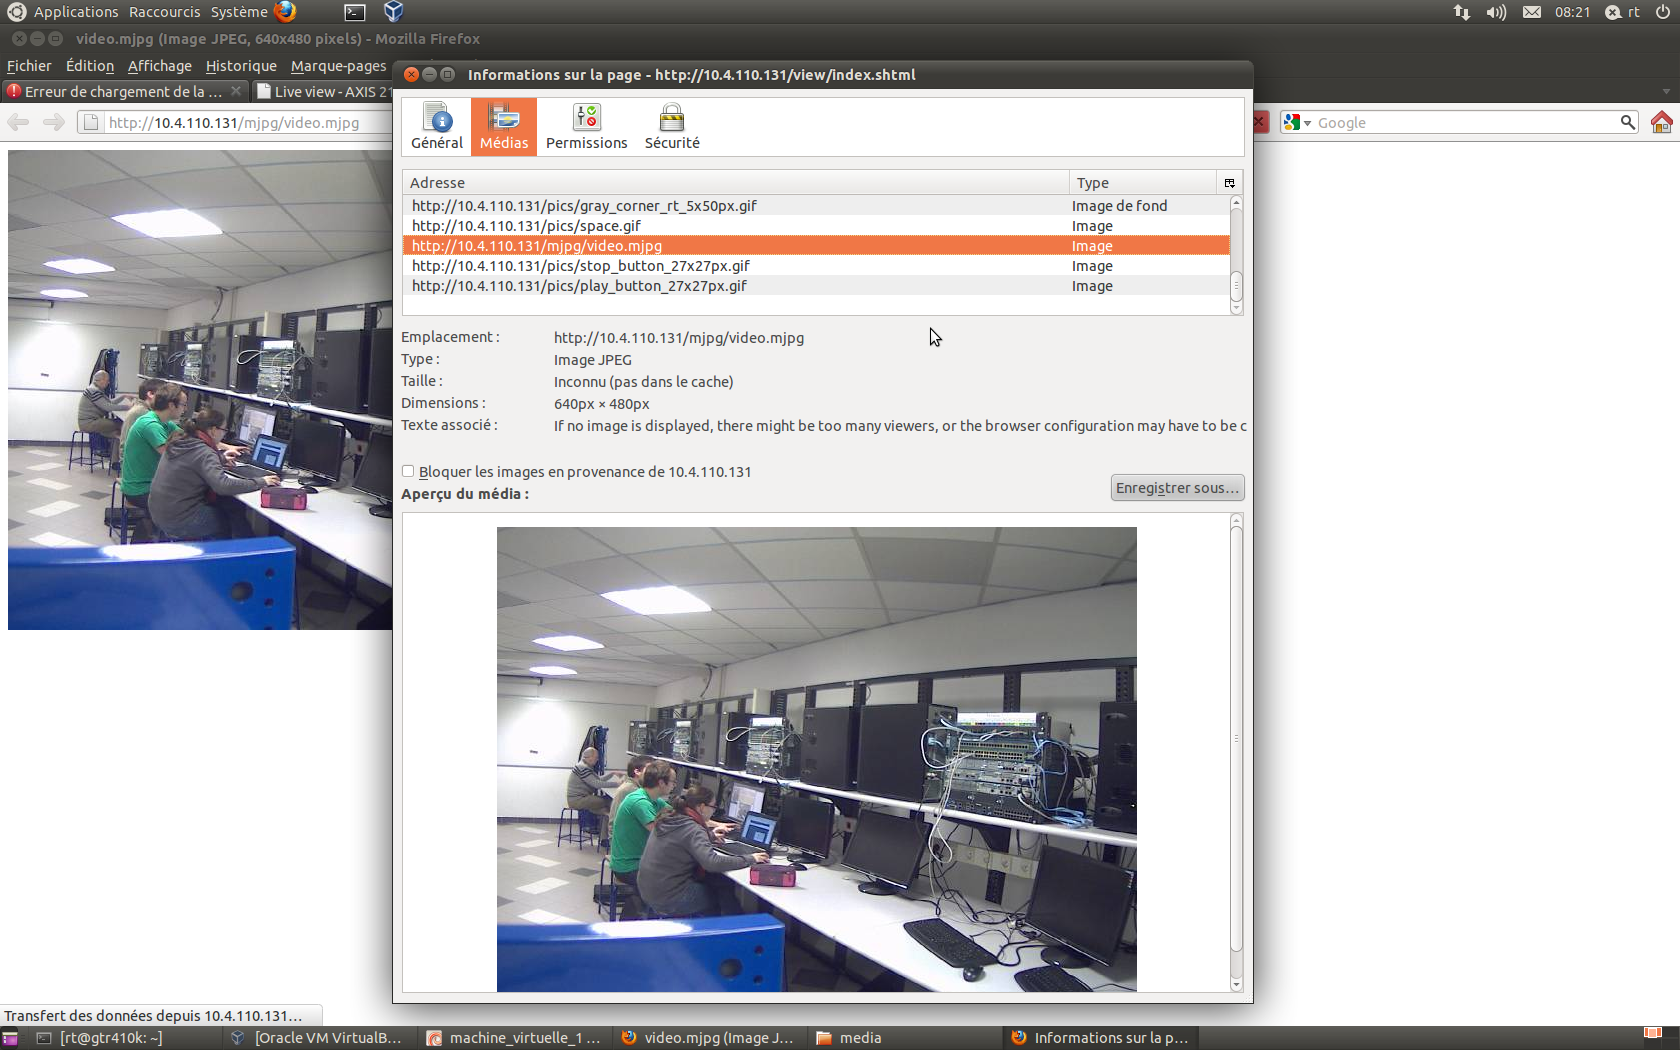 Applications Raccourcis Système 08:21 rt
video.mjpg (Image JPEG, 640x480 pixels) - Mozilla Firefox
Fichier Édition Affichage Historique Marque-pages
Erreur de chargement de la ... Live view - AXIS 21
http://10.4.110.131/mjpg/video.mjpg Google
Informations sur la page - http://10.4.110.131/view/index.shtml
Général Médias Permissions Sécurité
Adresse Type
http://10.4.110.131/pics/gray_corner_rt_5x50px.gif Image de fond
http://10.4.110.131/pics/space.gif Image
http://10.4.110.131/mjpg/video.mjpg Image
http://10.4.110.131/pics/stop_button_27x27px.gif Image
http://10.4.110.131/pics/play_button_27x27px.gif Image
Emplacement : http://10.4.110.131/mjpg/video.mjpg
Type : Image JPEG
Taille : Inconnu (pas dans le cache)
Dimensions : 640px × 480px
Texte associé : If no image is displayed, there might be too many viewers, or the browser configuration may have to be c
Bloquer les images en provenance de 10.4.110.131
Aperçu du média :
Enregistrer sous...
Transfert des données depuis 10.4.110.131...
[rt@gtr410k: ~] [Oracle VM VirtualB... machine_virtuelle_1 ... video.mjpg (Image J... media Informations sur la p...